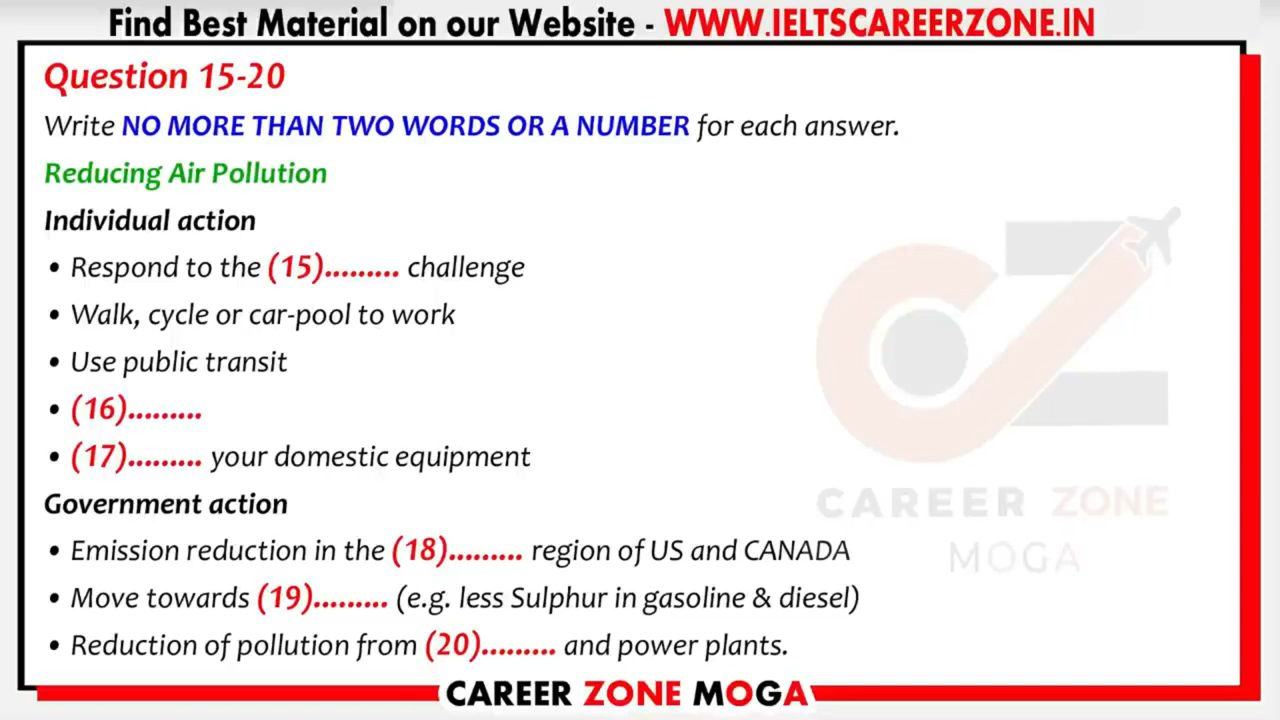 Find Best Material on our Website - WWW.IELTSCAREERZONE.IN
Question 15-20
Write NO MORE THAN TWO WORDS OR A NUMBER for each answer.
Reducing Air Pollution
Individual action
• Respond to the (15)......... challenge
• Walk, cycle or car-pool to work
• Use public transit
• (16).........
• (17)......... your domestic equipment
Government action
• Emission reduction in the (18)......... region of US and CANADA
• Move towards (19)......... (e.g. less Sulphur in gasoline & diesel)
• Reduction of pollution from (20)......... and power plants.
CAREER ZONE
MOGA
CAREER ZONE MOGA